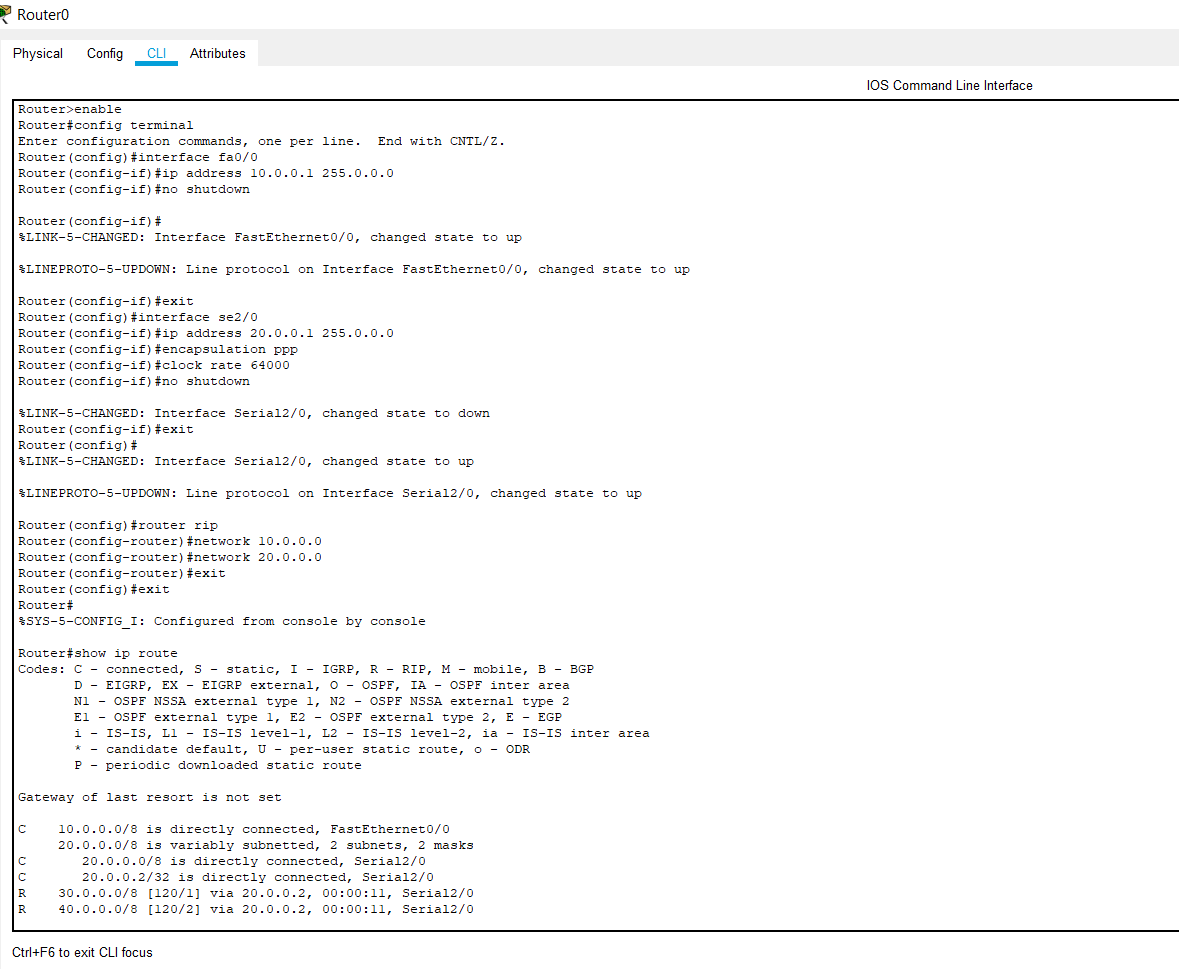 Router0
Physical Config CLI Attributes
IOS Command Line Interface
Router>enable
Router#config terminal
Enter configuration commands, one per line.  End with CNTL/Z.
Router(config)#interface fa0/0
Router(config-if)#ip address 10.0.0.1 255.0.0.0
Router(config-if)#no shutdown
Router(config-if)#
%LINK-5-CHANGED: Interface FastEthernet0/0, changed state to up
%LINEPROTO-5-UPDOWN: Line protocol on Interface FastEthernet0/0, changed state to up
Router(config-if)#exit
Router(config)#interface se2/0
Router(config-if)#ip address 20.0.0.1 255.0.0.0
Router(config-if)#encapsulation ppp
Router(config-if)#clock rate 64000
Router(config-if)#no shutdown
%LINK-5-CHANGED: Interface Serial2/0, changed state to down
Router(config-if)#exit
Router(config)#
%LINK-5-CHANGED: Interface Serial2/0, changed state to up
%LINEPROTO-5-UPDOWN: Line protocol on Interface Serial2/0, changed state to up
Router(config)#router rip
Router(config-router)#network 10.0.0.0
Router(config-router)#network 20.0.0.0
Router(config-router)#exit
Router(config)#exit
Router#
%SYS-5-CONFIG_I: Configured from console by console
Router#show ip route
Codes: C - connected, S - static, I - IGRP, R - RIP, M - mobile, B - BGP
       D - EIGRP, EX - EIGRP external, O - OSPF, IA - OSPF inter area
       N1 - OSPF NSSA external type 1, N2 - OSPF NSSA external type 2
       E1 - OSPF external type 1, E2 - OSPF external type 2, E - EGP
       i - IS-IS, L1 - IS-IS level-1, L2 - IS-IS level-2, ia - IS-IS inter area
       * - candidate default, U - per-user static route, o - ODR
       P - periodic downloaded static route
Gateway of last resort is not set
C    10.0.0.0/8 is directly connected, FastEthernet0/0
     20.0.0.0/8 is variably subnetted, 2 subnets, 2 masks
C       20.0.0.0/8 is directly connected, Serial2/0
C       20.0.0.2/32 is directly connected, Serial2/0
R    30.0.0.0/8 [120/1] via 20.0.0.2, 00:00:11, Serial2/0
R    40.0.0.0/8 [120/2] via 20.0.0.2, 00:00:11, Serial2/0
Ctrl+F6 to exit CLI focus